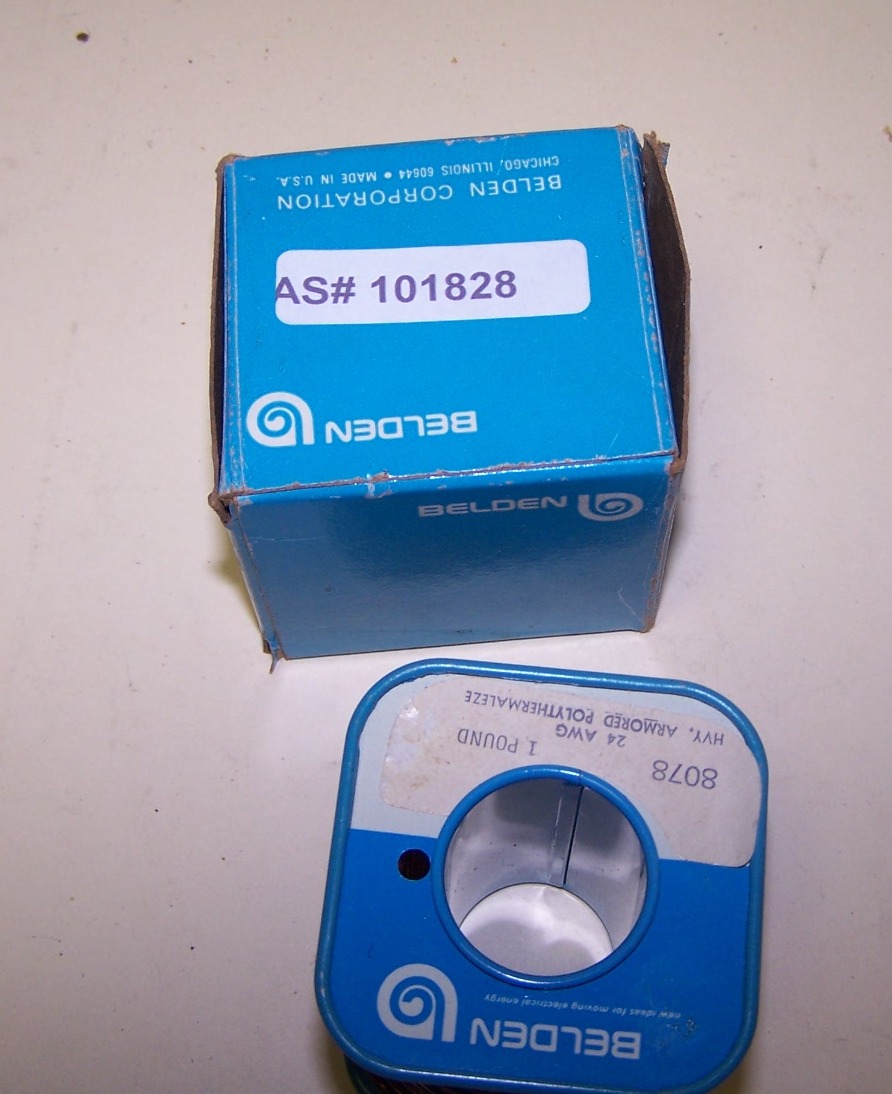 BELDEN CORPORATION
CHICAGO, ILLINOIS 60644 • MADE IN U.S.A.
AS# 101828
BELDEN
BELDEN
8078
1 POUND
24 AWG
HVY. ARMORED POLYTHERMALEZE
BELDEN
new ideas for moving electrical energy